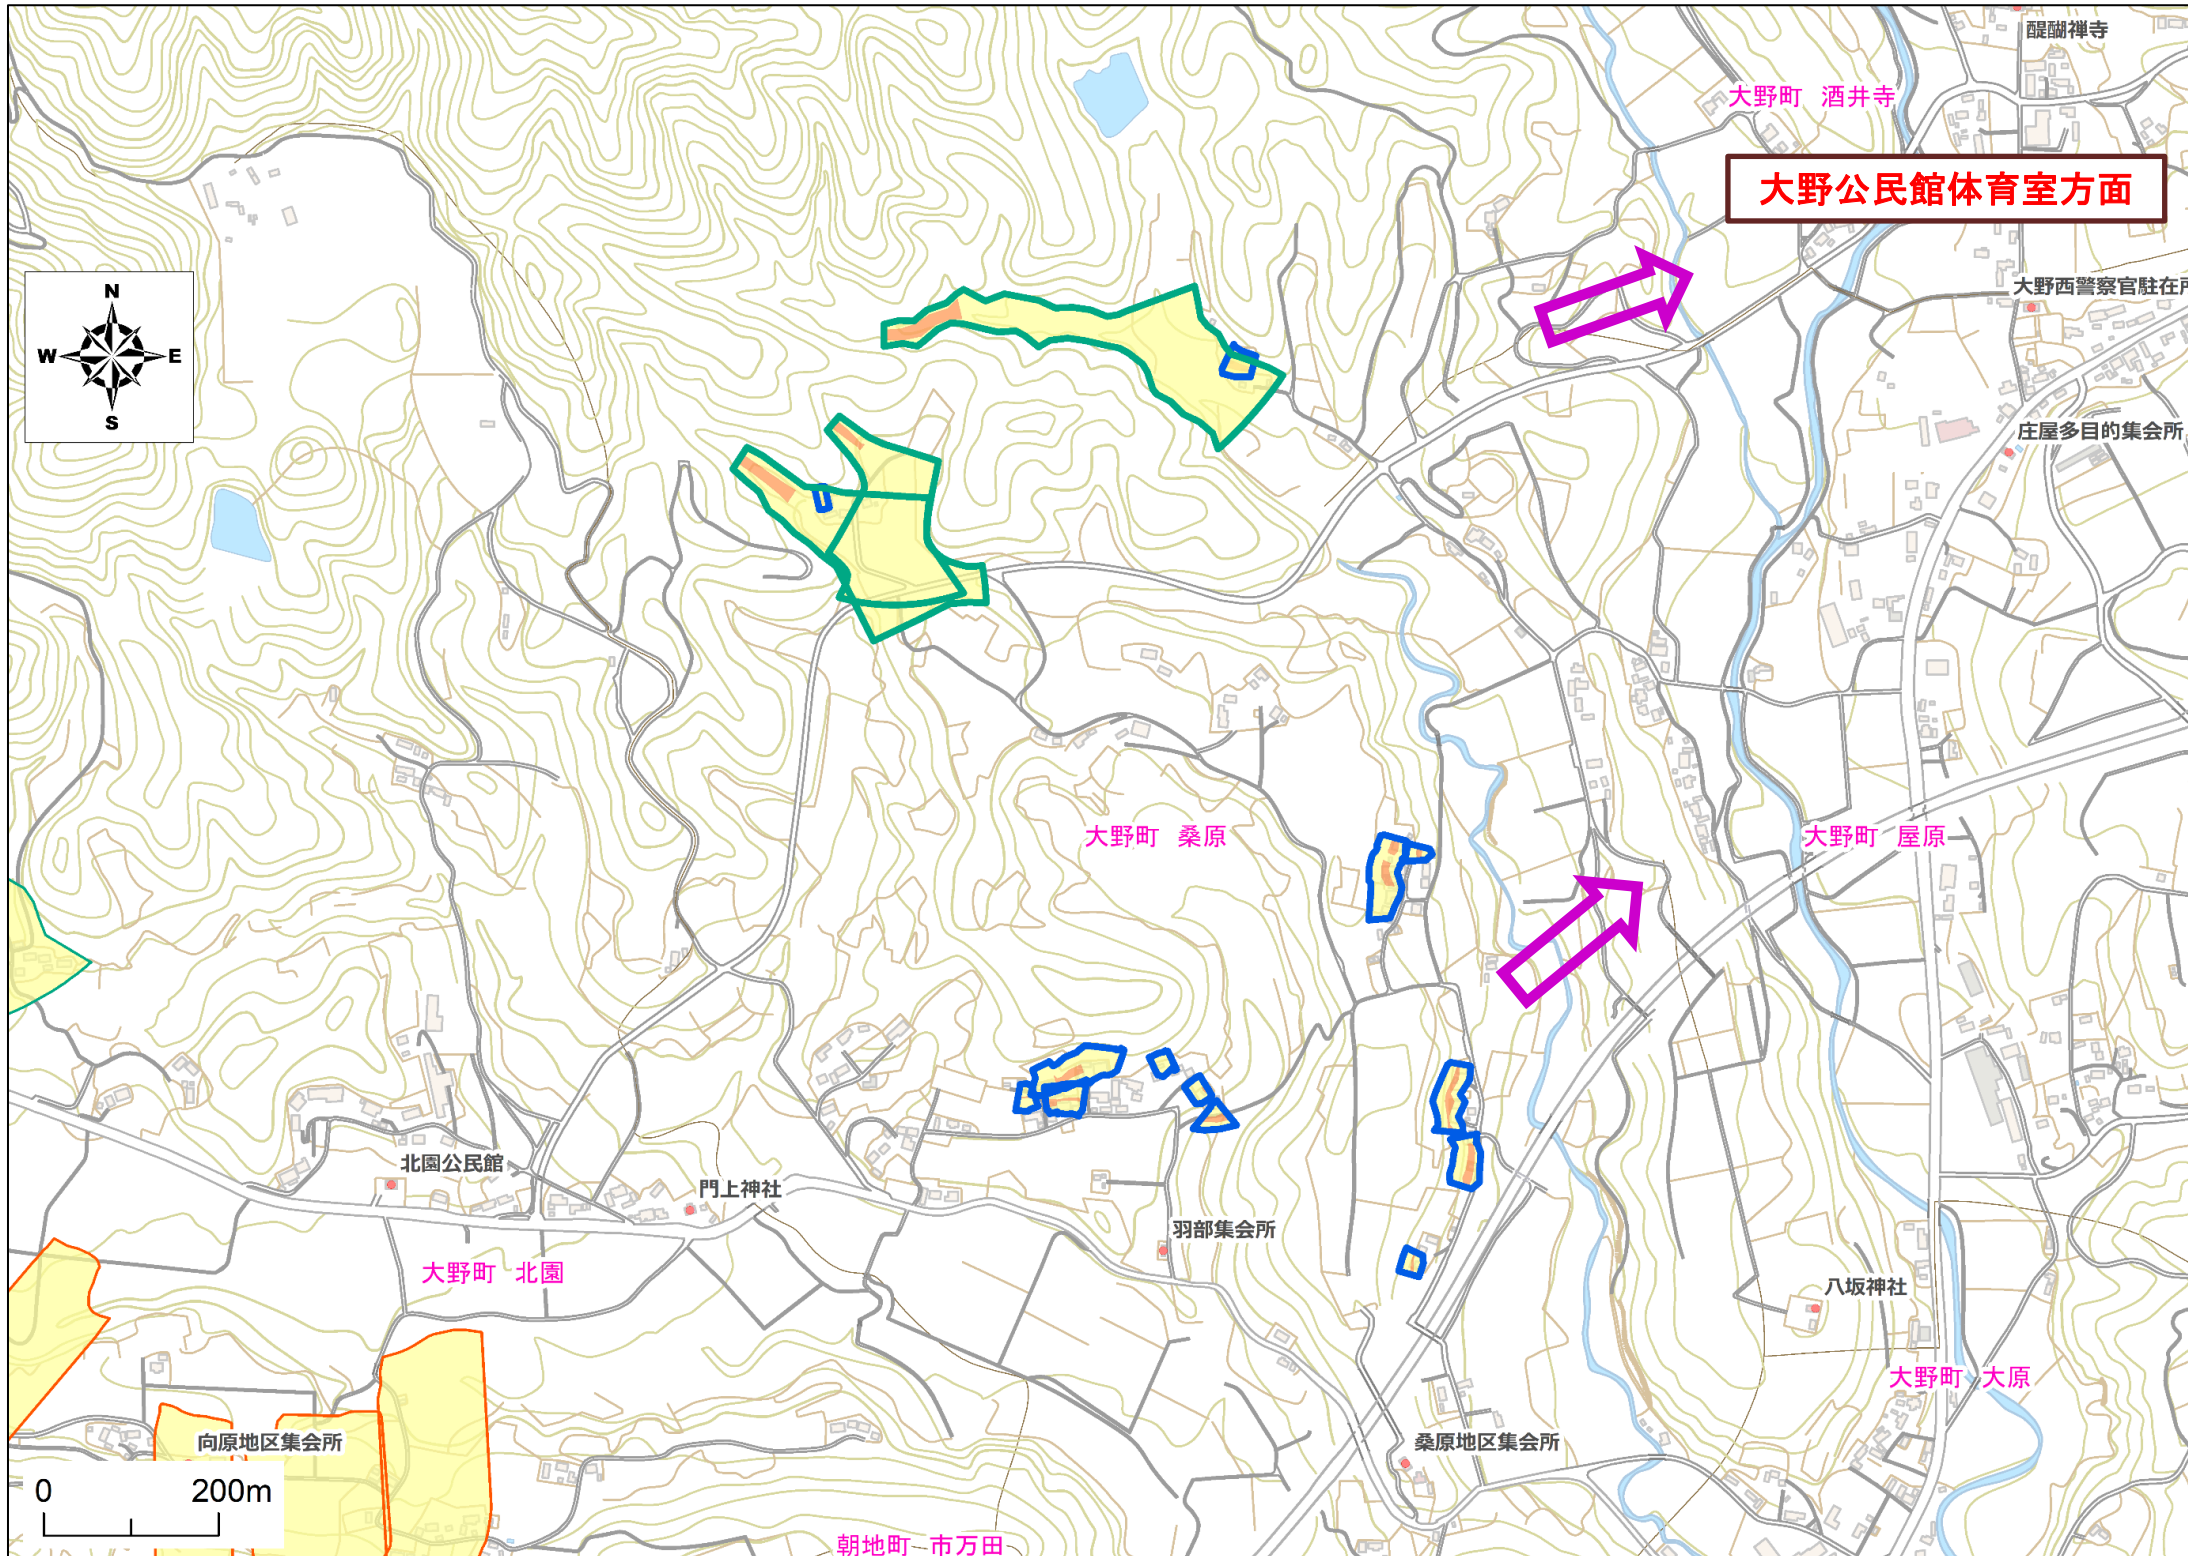 醍醐禅寺
大野町 酒井寺
大野公民館体育室方面
大野西警察官駐在所
N
W
E
S
庄屋多目的集会所
大野町 桑原
大野町 屋原
北園公民館
門上神社
羽部集会所
大野町 北園
八坂神社
大野町 大原
向原地区集会所
桑原地区集会所
0 200m
朝地町 市万田